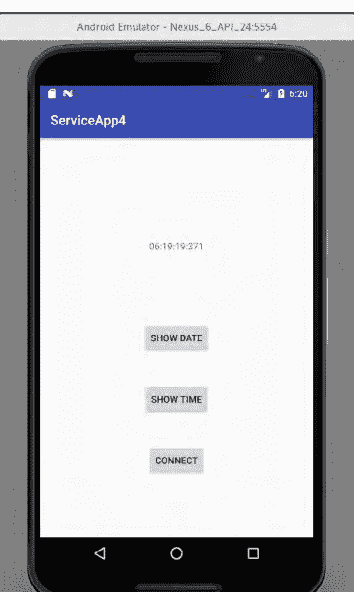 Android Emulator - Nexus_6_API_24:5554
6:20
ServiceApp4
06:19:19:271
SHOW DATE
SHOW TIME
CONNECT